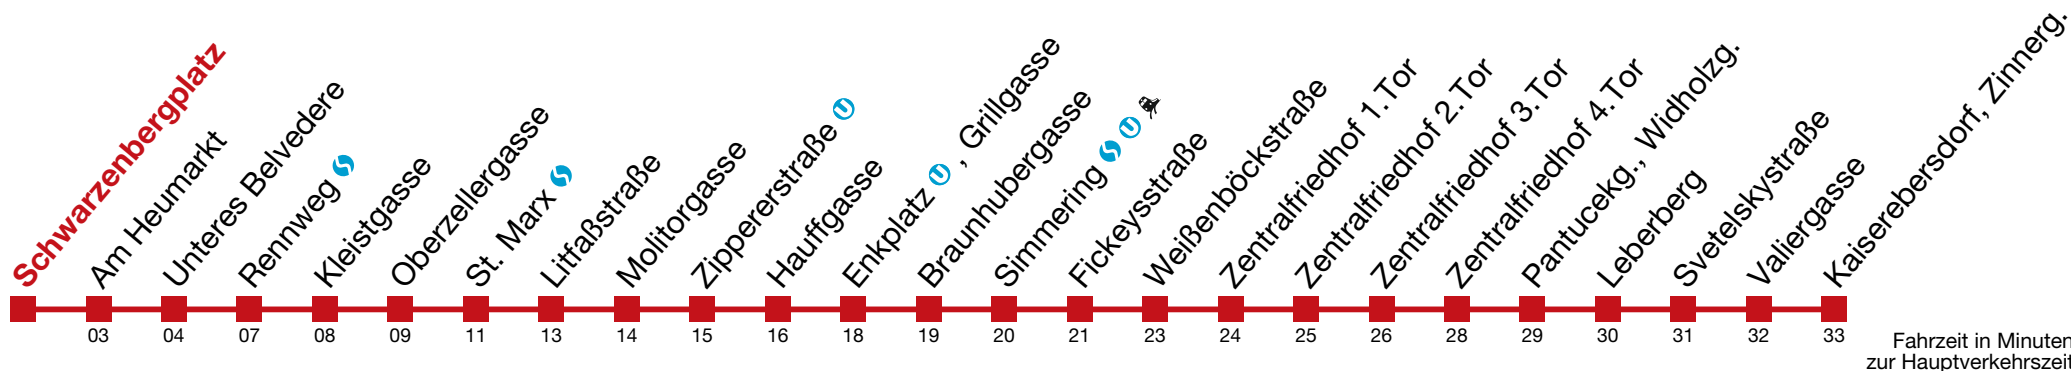 Schwarzenbergplatz
Am Heumarkt
Unteres Belvedere
Rennweg
Kleistgasse
Oberzellergasse
St. Marx
Litfaßstraße
Molitorgasse
Zippererstraße U
Hauffgasse
Enkplatz U , Grillgasse
Braunhubergasse
Simmering U
Fickeysstraße
Weißenböckstraße
Zentralfriedhof 1.Tor
Zentralfriedhof 2.Tor
Zentralfriedhof 3.Tor
Zentralfriedhof 4.Tor
Pantucekg., Widholzg.
Leberberg
Svetelskystraße
Valiergasse
Kaiserebersdorf, Zinnerg.
03 04 07 08 09 11 13 14 15 16 18 19 20 21 23 24 25 26 28 29 30 31 32 33
Fahrzeit in Minuten
zur Hauptverkehrszeit